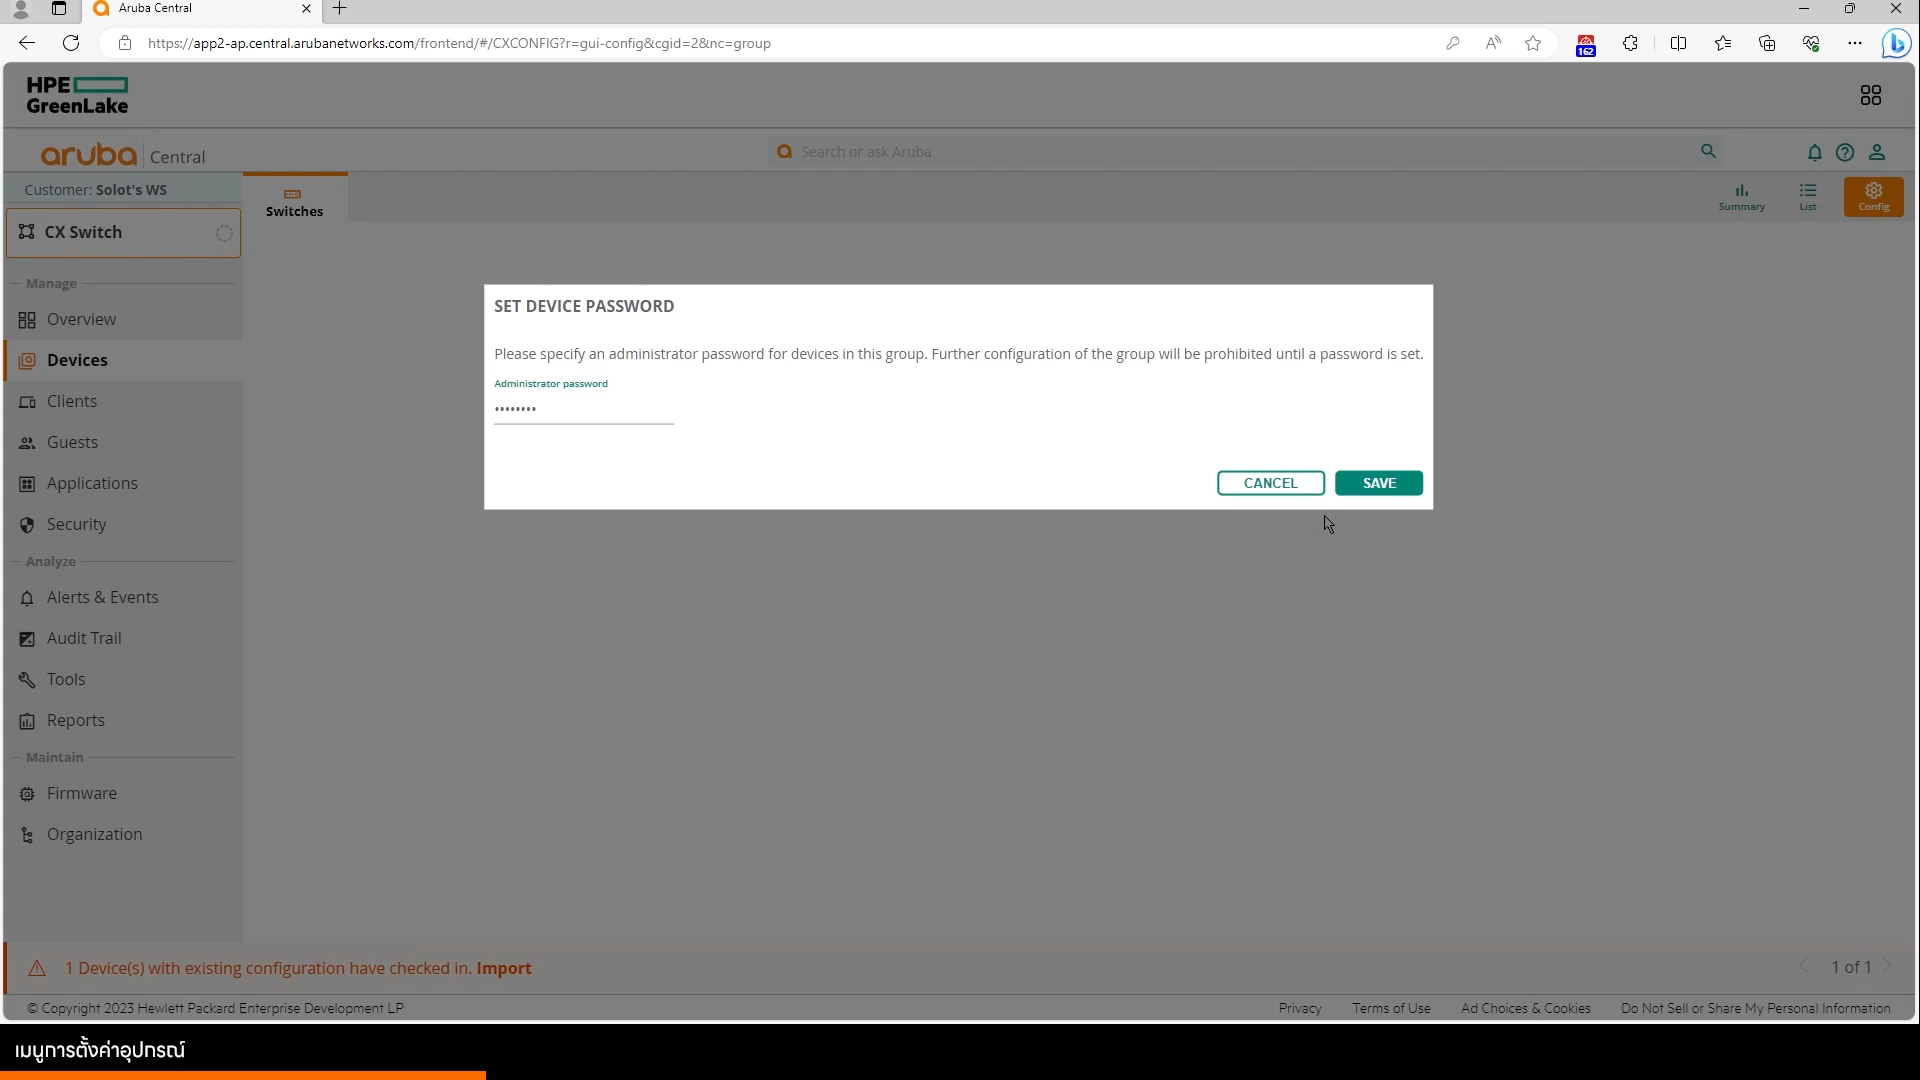 Aruba Central
https://app2-ap.central.arubanetworks.com/frontend/#/CXCONFIG?r=gui-config&cgid=2&nc=group
162
HPE
GreenLake
aruba Central
Search or ask Aruba
Customer: Solot's WS
Switches
Summary
List
Config
CX Switch
Manage
Overview
Devices
Clients
Guests
Applications
Security
Analyze
Alerts & Events
Audit Trail
Tools
Reports
Maintain
Firmware
Organization
SET DEVICE PASSWORD
Please specify an administrator password for devices in this group. Further configuration of the group will be prohibited until a password is set.
Administrator password
••••••••
CANCEL
SAVE
1 Device(s) with existing configuration have checked in. Import
1 of 1
© Copyright 2023 Hewlett Packard Enterprise Development LP
Privacy
Terms of Use
Ad Choices & Cookies
Do Not Sell or Share My Personal Information
เมนูการตั้งค่าอุปกรณ์